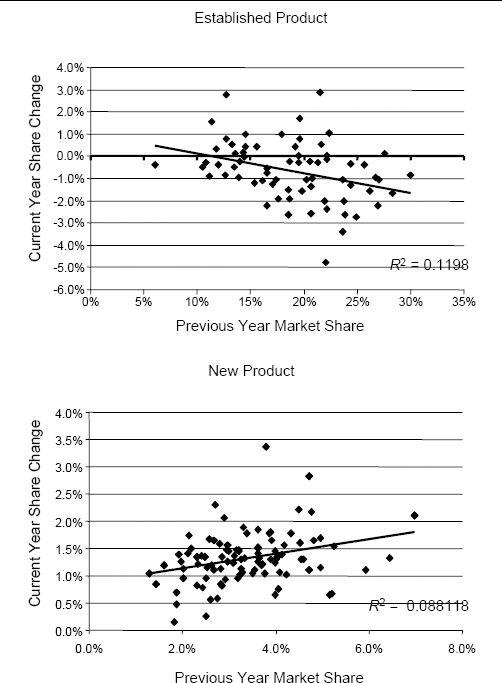 Established Product
Current Year Share Change
4.0%
3.0%
2.0%
1.0%
0.0%
-1.0%
-2.0%
-3.0%
-4.0%
-5.0%
-6.0%
R² = 0.1198
0% 5% 10% 15% 20% 25% 30% 35%
Previous Year Market Share
New Product
Current Year Share Change
4.0%
3.5%
3.0%
2.5%
2.0%
1.5%
1.0%
0.5%
0.0%
R² = 0.088118
0.0% 2.0% 4.0% 6.0% 8.0%
Previous Year Market Share